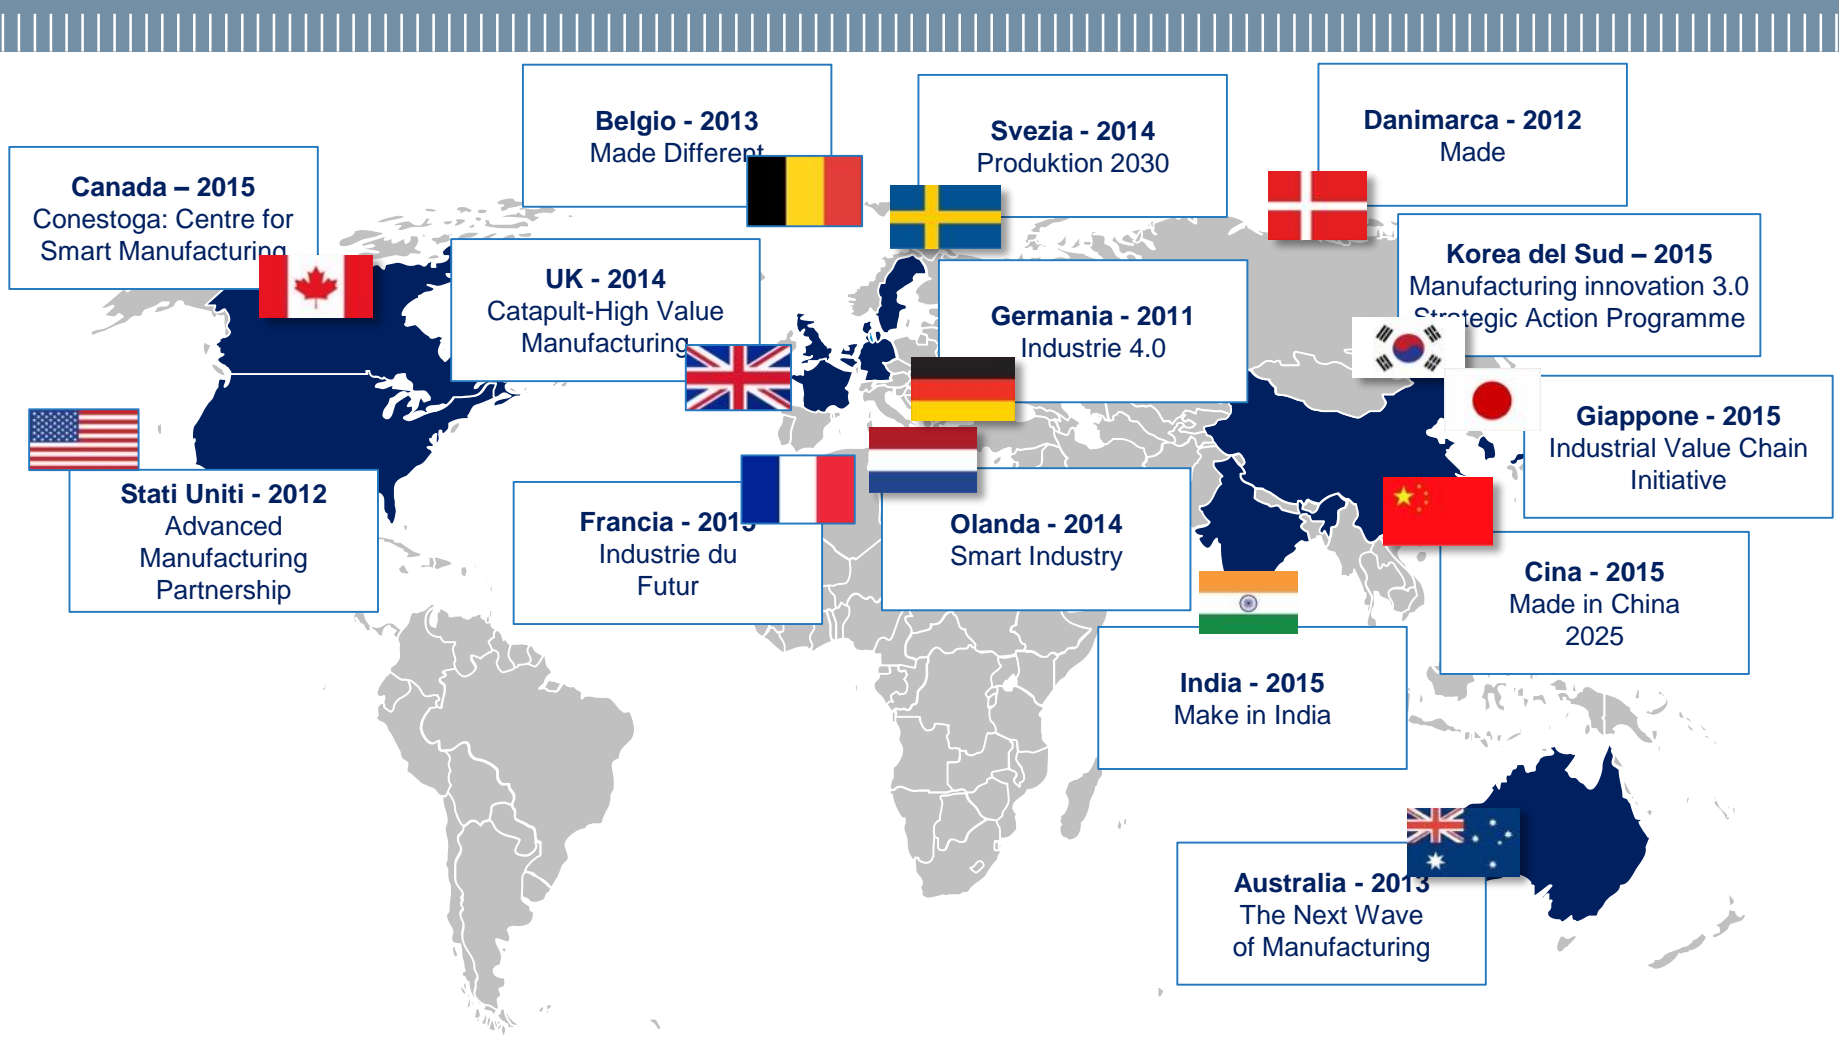 Belgio - 2013
Made Different
Svezia - 2014
Produktion 2030
Danimarca - 2012
Made
Canada – 2015
Conestoga: Centre for
Smart Manufacturing
UK - 2014
Catapult-High Value
Manufacturing
Germania - 2011
Industrie 4.0
Korea del Sud – 2015
Manufacturing innovation 3.0
Strategic Action Programme
Giappone - 2015
Industrial Value Chain
Initiative
Stati Uniti - 2012
Advanced
Manufacturing
Partnership
Francia - 2015
Industrie du
Futur
Olanda - 2014
Smart Industry
Cina - 2015
Made in China
2025
India - 2015
Make in India
Australia - 2013
The Next Wave
of Manufacturing